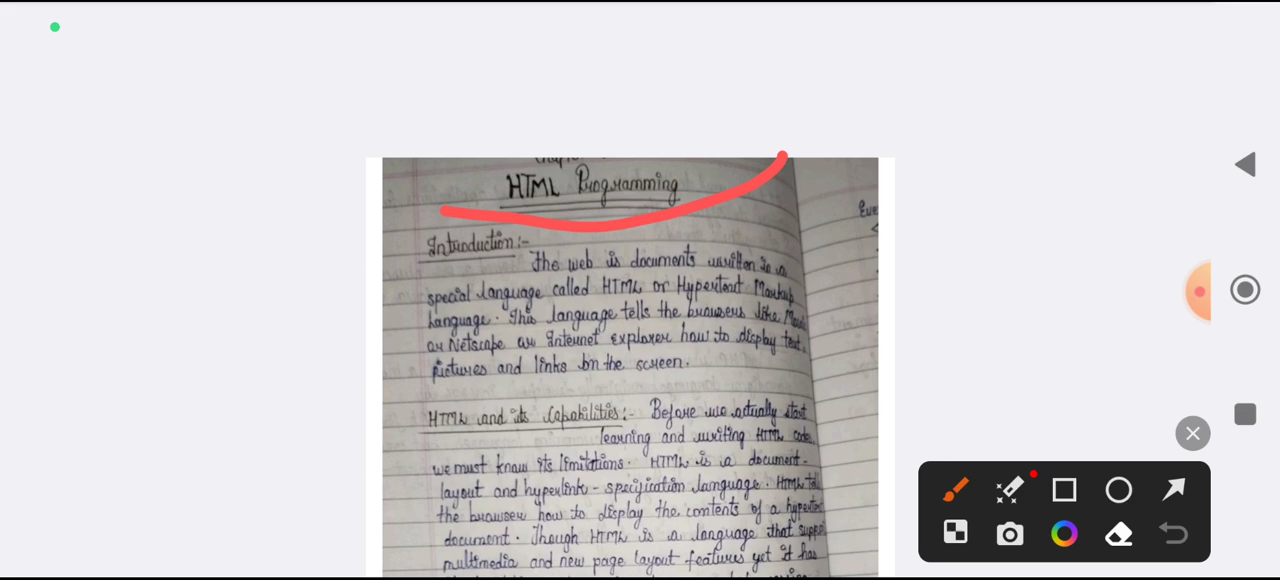 HTML Programming
Introduction:-
The web is documents written in a
special language called HTML or Hypertext Markup
Language. This language tells the browsers like
or Netscape or Internet explorer how to display text,
pictures and links on the screen.
HTML and its Capabilities:- Before we actually start
learning and writing HTML code
we must know its limitations. HTML is a document-
layout and hyperlink-specification language. HTML
the browser how to display the contents of a
document. Though HTML is a language that
multimedia and new page layout features yet it has